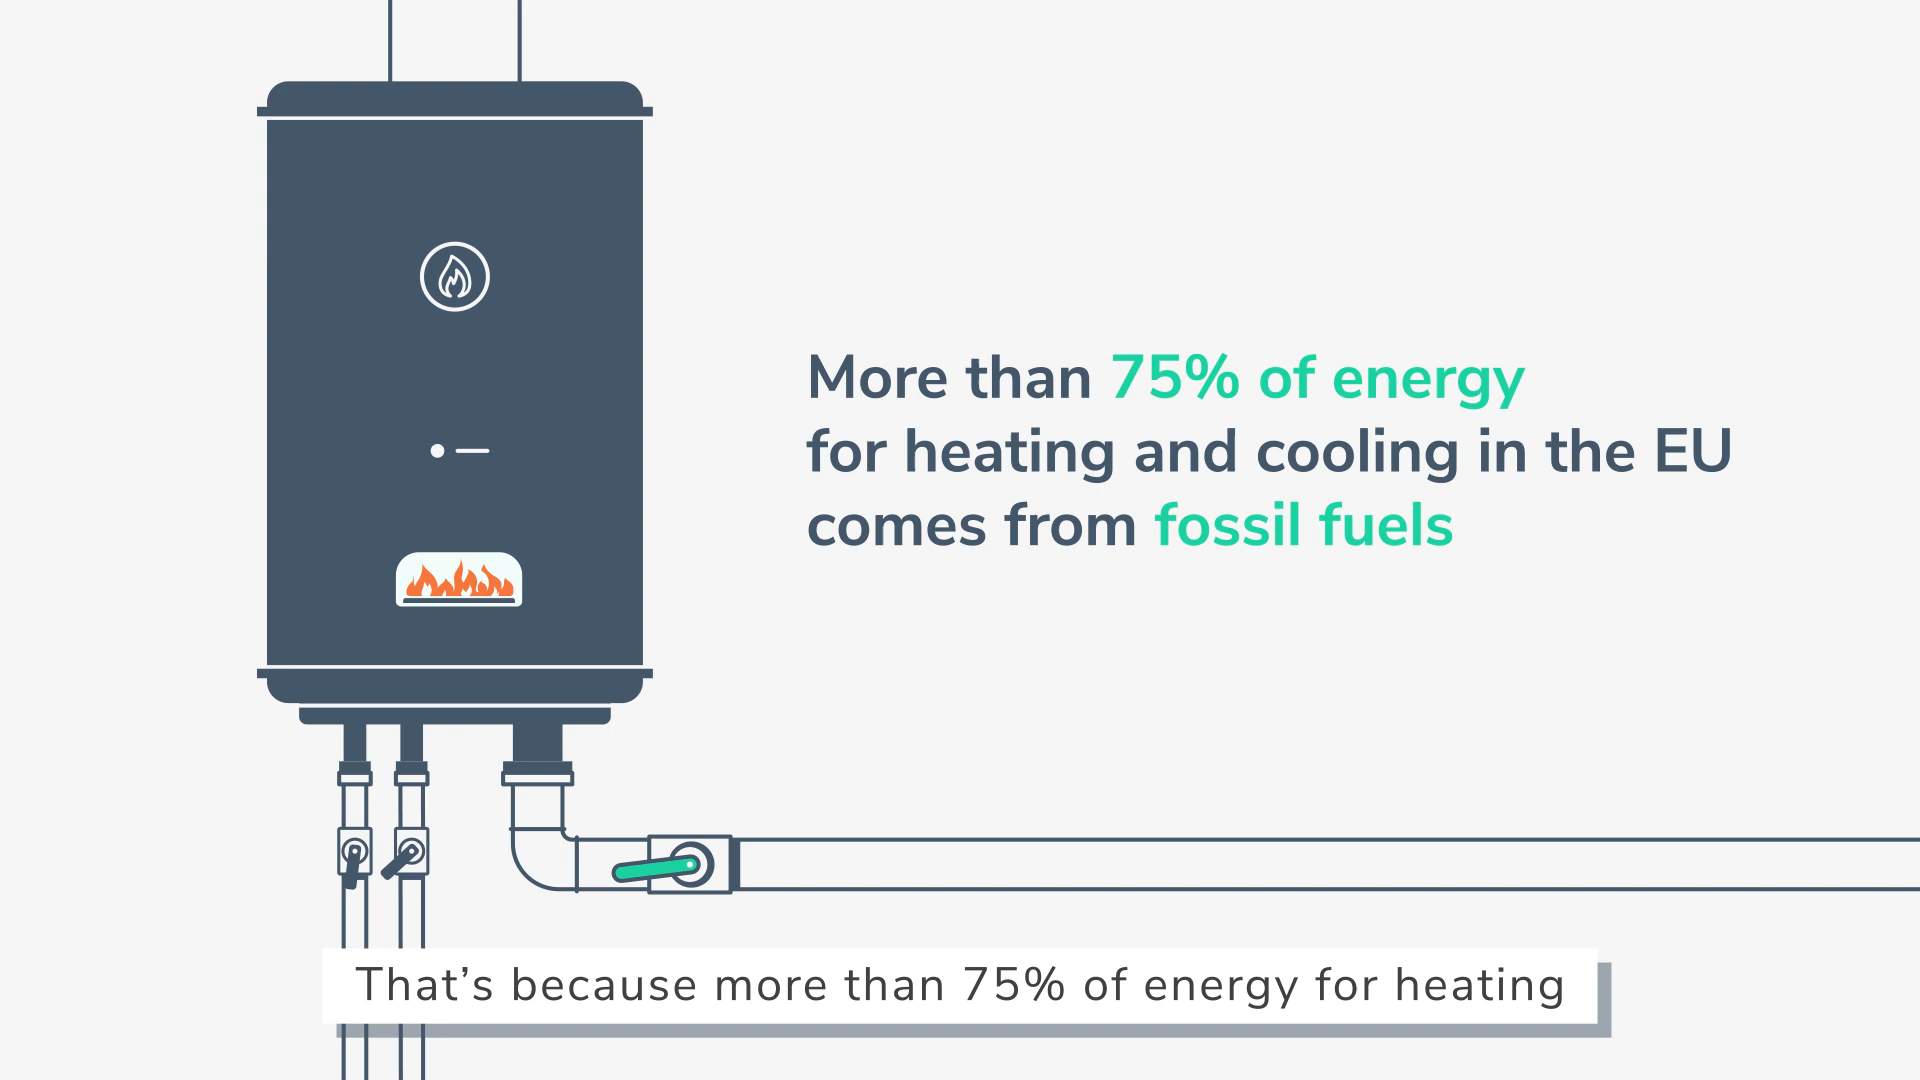 More than 75% of energy
for heating and cooling in the EU
comes from fossil fuels
That’s because more than 75% of energy for heating